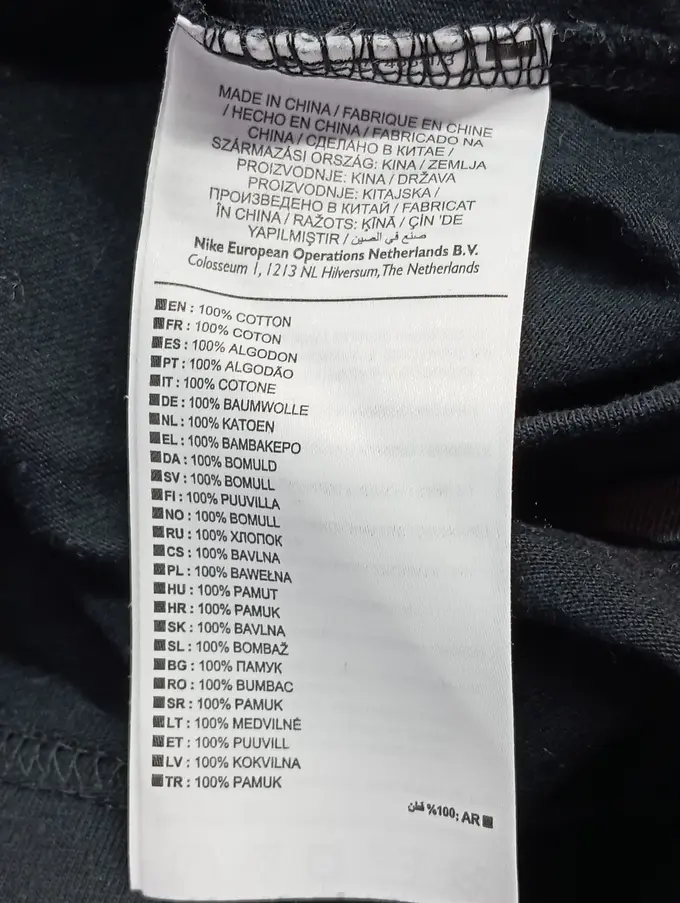 MADE IN CHINA / FABRIQUE EN CHINE
/ HECHO EN CHINA / FABRICADO NA
CHINA / СДЕЛАНО В КИТАЕ /
SZÁRMAZÁSI ORSZÁG: KINA / ZEMLJA
PROIZVODNJE: KINA / DRŽAVA
PROIZVODNJE: KITAJSKA /
ПРОИЗВЕДЕНО В КИТАЙ / FABRICAT
ÎN CHINA / RAŽOTS: ĶĪNĀ / ÇİN 'DE
YAPILMIŞTIR / صنع في الصين
Nike European Operations Netherlands B.V.
Colosseum 1, 1213 NL Hilversum, The Netherlands
EN : 100% COTTON
FR : 100% COTON
ES : 100% ALGODON
PT : 100% ALGODÃO
IT : 100% COTONE
DE : 100% BAUMWOLLE
NL : 100% KATOEN
EL : 100% ΒΑΜΒΑΚΕΡΟ
DA : 100% BOMULD
SV : 100% BOMULL
FI : 100% PUUVILLA
NO : 100% BOMULL
RU : 100% ХЛОПОК
CS : 100% BAVLNA
PL : 100% BAWEŁNA
HU : 100% PAMUT
HR : 100% PAMUK
SK : 100% BAVLNA
SL : 100% BOMBAŽ
BG : 100% ПАМУК
RO : 100% BUMBAC
SR : 100% PAMUK
LT : 100% MEDVILNĖ
ET : 100% PUUVILL
LV : 100% KOKVILNA
TR : 100% PAMUK
قطن %100: AR